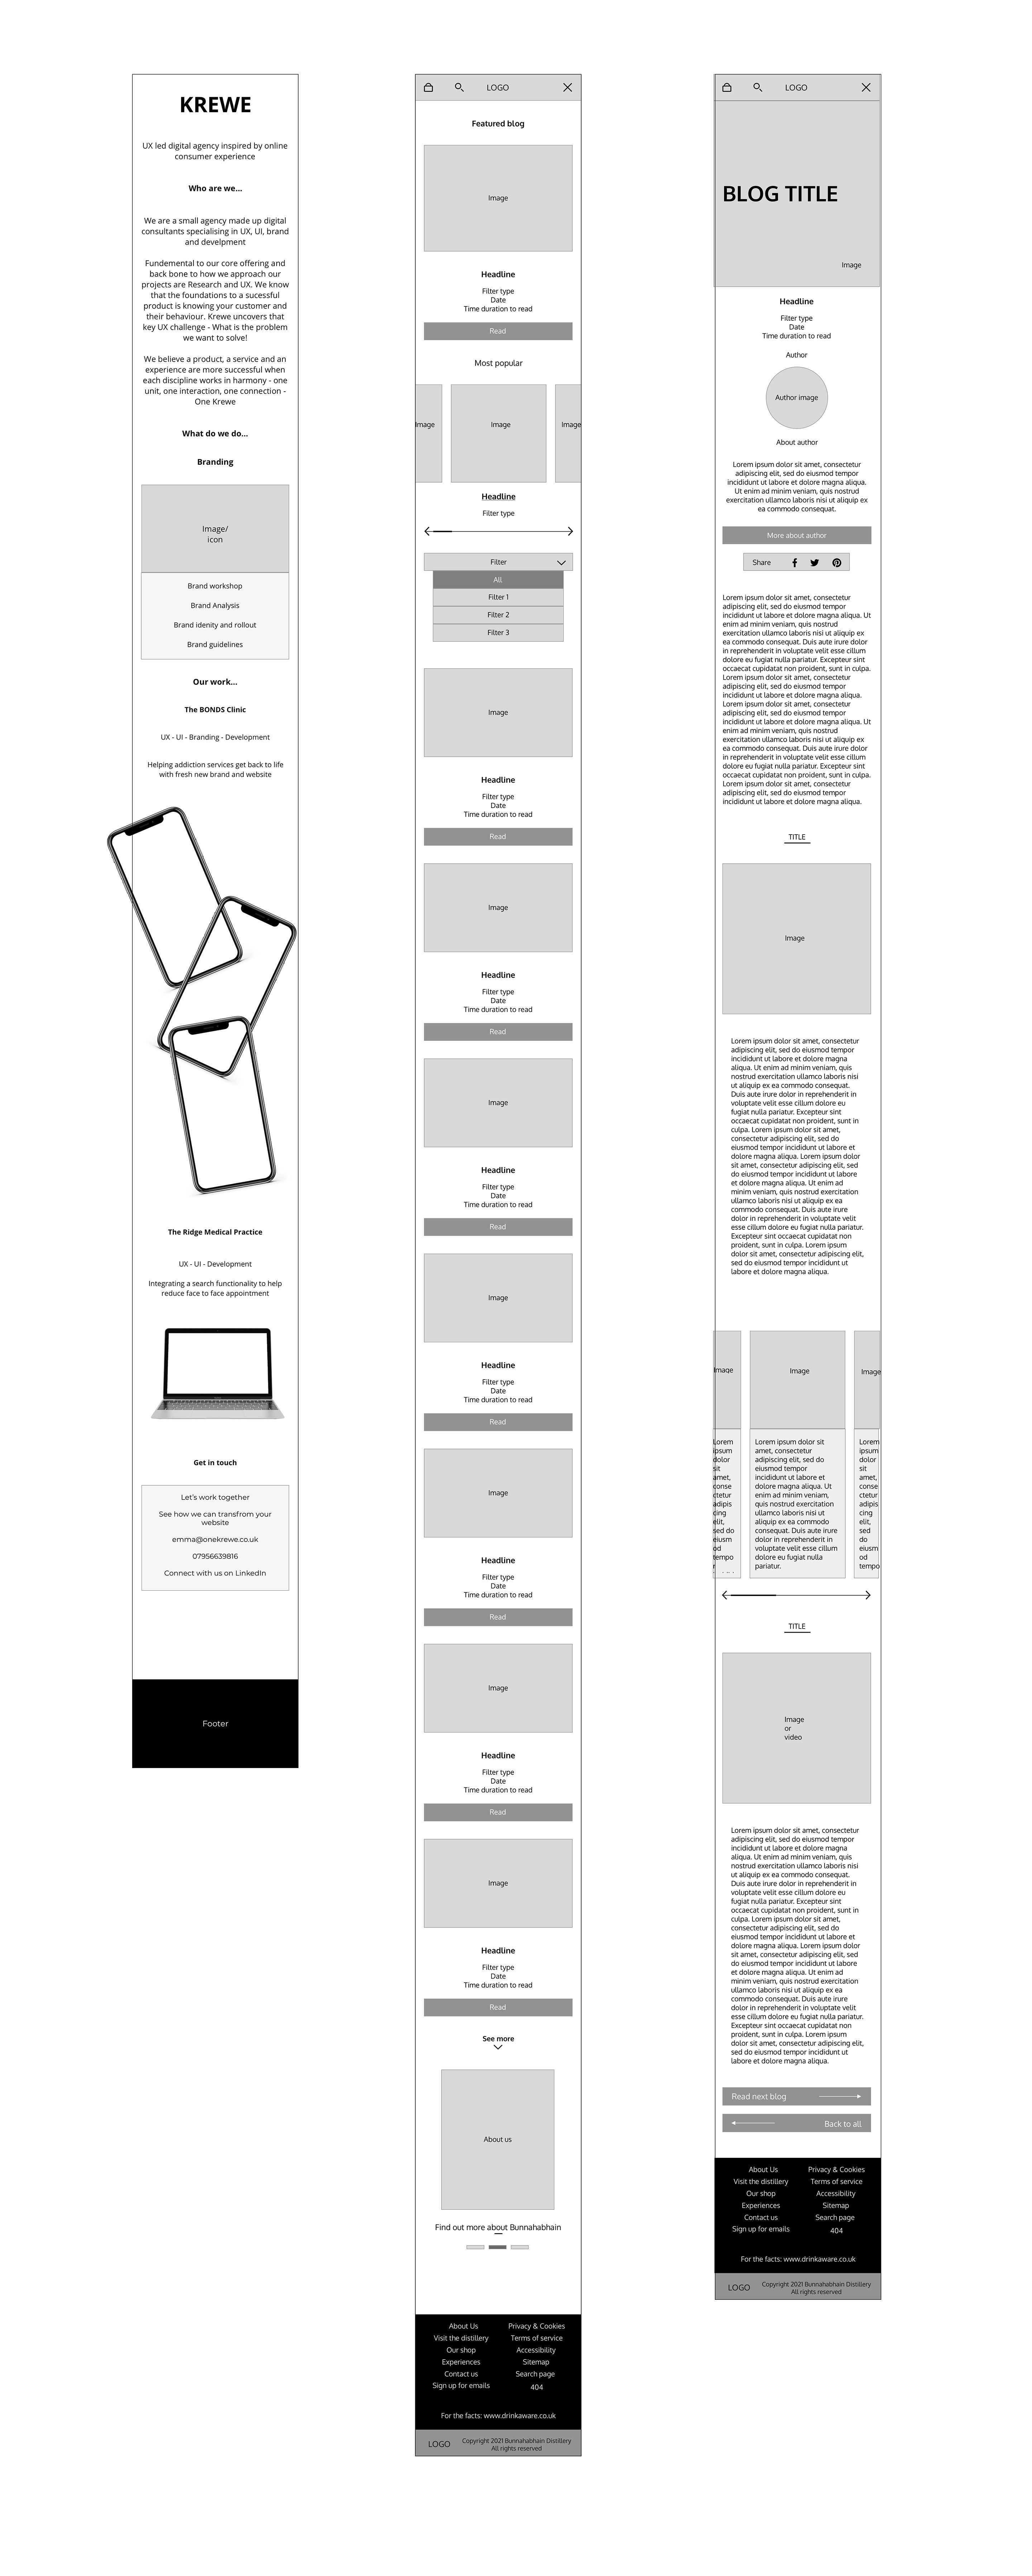 KREWE
UX led digital agency inspired by online
consumer experience
Who are we...
We are a small agency made up digital
consultants specialising in UX, UI, brand
and develpment
Fundemental to our core offering and
back bone to how we approach our
projects are Research and UX. We know
that the foundations to a sucessful
product is knowing your customer and
their behaviour. Krewe uncovers that
key UX challenge - What is the problem
we want to solve!
We believe a product, a service and an
experience are more successful when
each discipline works in harmony - one
unit, one interaction, one connection -
One Krewe
What do we do...
Branding
Image/
icon
Brand workshop
Brand Analysis
Brand idenity and rollout
Brand guidelines
Our work...
The BONDS Clinic
UX - UI - Branding - Development
Helping addiction services get back to life
with fresh new brand and website
The Ridge Medical Practice
UX - UI - Development
Integrating a search functionality to help
reduce face to face appointment
Get in touch
Let's work together
See how we can transfrom your
website
emma@onekrewe.co.uk
07956639816
Connect with us on LinkedIn
Footer
LOGO
Featured blog
Image
Headline
Filter type
Date
Time duration to read
Read
Most popular
Image
Image
Image
Headline
Filter type
Filter
All
Filter 1
Filter 2
Filter 3
Image
Headline
Filter type
Date
Time duration to read
Read
Image
Headline
Filter type
Date
Time duration to read
Read
Image
Headline
Filter type
Date
Time duration to read
Read
Image
Headline
Filter type
Date
Time duration to read
Read
Image
Headline
Filter type
Date
Time duration to read
Read
Image
Headline
Filter type
Date
Time duration to read
Read
Image
Headline
Filter type
Date
Time duration to read
Read
See more
About us
Find out more about Bunnahabhain
About Us
Visit the distillery
Our shop
Experiences
Contact us
Sign up for emails
Privacy & Cookies
Terms of service
Accessibility
Sitemap
Search page
404
For the facts: www.drinkaware.co.uk
LOGO
Copyright 2021 Bunnahabhain Distillery
All rights reserved
LOGO
BLOG TITLE
Image
Headline
Filter type
Date
Time duration to read
Author
Author image
About author
Lorem ipsum dolor sit amet, consectetur
adipiscing elit, sed do eiusmod tempor
incididunt ut labore et dolore magna aliqua.
Ut enim ad minim veniam, quis nostrud
exercitation ullamco laboris nisi ut aliquip ex
ea commodo consequat.
More about author
Share
Lorem ipsum dolor sit amet, consectetur
adipiscing elit, sed do eiusmod tempor
incididunt ut labore et dolore magna aliqua. Ut
enim ad minim veniam, quis nostrud
exercitation ullamco laboris nisi ut aliquip ex
ea commodo consequat. Duis aute irure dolor
in reprehenderit in voluptate velit esse cillum
dolore eu fugiat nulla pariatur. Excepteur sint
occaecat cupidatat non proident, sunt in culpa.
Lorem ipsum dolor sit amet, consectetur
adipiscing elit, sed do eiusmod tempor
incididunt ut labore et dolore magna aliqua.
Lorem ipsum dolor sit amet, consectetur
adipiscing elit, sed do eiusmod tempor
incididunt ut labore et dolore magna aliqua. Ut
enim ad minim veniam, quis nostrud
exercitation ullamco laboris nisi ut aliquip ex
ea commodo consequat. Duis aute irure dolor
in reprehenderit in voluptate velit esse cillum
dolore eu fugiat nulla pariatur. Excepteur sint
occaecat cupidatat non proident, sunt in culpa.
Lorem ipsum dolor sit amet, consectetur
adipiscing elit, sed do eiusmod tempor
incididunt ut labore et dolore magna aliqua.
TITLE
Image
Lorem ipsum dolor sit amet, consectetur
adipiscing elit, sed do eiusmod tempor
incididunt ut labore et dolore magna
aliqua. Ut enim ad minim veniam, quis
nostrud exercitation ullamco laboris nisi
ut aliquip ex ea commodo consequat.
Duis aute irure dolor in reprehenderit in
voluptate velit esse cillum dolore eu
fugiat nulla pariatur. Excepteur sint
occaecat cupidatat non proident, sunt in
culpa. Lorem ipsum dolor sit amet,
consectetur adipiscing elit, sed do
eiusmod tempor incididunt ut labore et
dolore magna aliqua. Lorem ipsum dolor
sit amet, consectetur adipiscing elit, sed
do eiusmod tempor incididunt ut labore
et dolore magna aliqua. Ut enim ad
minim veniam, quis nostrud exercitation
ullamco laboris nisi ut aliquip ex ea
commodo consequat. Duis aute irure
dolor in reprehenderit in voluptate velit
esse cillum dolore eu fugiat nulla pariatur.
Excepteur sint occaecat cupidatat non
proident, sunt in culpa. Lorem ipsum
dolor sit amet, consectetur adipiscing elit,
sed do eiusmod tempor incididunt ut
labore et dolore magna aliqua.
Image
Lorem
ipsum
dolor
sit
amet,
conse
ctetur
adipis
cing
elit,
sed do
eiusm
od
tempo
r
Image
Lorem ipsum dolor sit
amet, consectetur
adipiscing elit, sed do
eiusmod tempor
incididunt ut labore et
dolore magna aliqua. Ut
enim ad minim veniam,
quis nostrud exercitation
ullamco laboris nisi ut
aliquip ex ea commodo
consequat. Duis aute irure
dolor in reprehenderit in
voluptate velit esse cillum
dolore eu fugiat nulla
pariatur.
Image
Lorem
ipsum
dolor
sit
amet,
conse
ctetur
adipis
cing
elit,
sed
do
eiusm
od
tempo
TITLE
Image
or
video
Lorem ipsum dolor sit amet, consectetur
adipiscing elit, sed do eiusmod tempor
incididunt ut labore et dolore magna
aliqua. Ut enim ad minim veniam, quis
nostrud exercitation ullamco laboris nisi
ut aliquip ex ea commodo consequat.
Duis aute irure dolor in reprehenderit in
voluptate velit esse cillum dolore eu
fugiat nulla pariatur. Excepteur sint
occaecat cupidatat non proident, sunt in
culpa. Lorem ipsum dolor sit amet,
consectetur adipiscing elit, sed do
eiusmod tempor incididunt ut labore et
dolore magna aliqua. Lorem ipsum dolor
sit amet, consectetur adipiscing elit, sed
do eiusmod tempor incididunt ut labore
et dolore magna aliqua. Ut enim ad
minim veniam, quis nostrud exercitation
ullamco laboris nisi ut aliquip ex ea
commodo consequat. Duis aute irure
dolor in reprehenderit in voluptate velit
esse cillum dolore eu fugiat nulla pariatur.
Excepteur sint occaecat cupidatat non
proident, sunt in culpa. Lorem ipsum
dolor sit amet, consectetur adipiscing elit,
sed do eiusmod tempor incididunt ut
labore et dolore magna aliqua.
Read next blog
Back to all
About Us
Visit the distillery
Our shop
Experiences
Contact us
Sign up for emails
Privacy & Cookies
Terms of service
Accessibility
Sitemap
Search page
404
For the facts: www.drinkaware.co.uk
LOGO
Copyright 2021 Bunnahabhain Distillery
All rights reserved